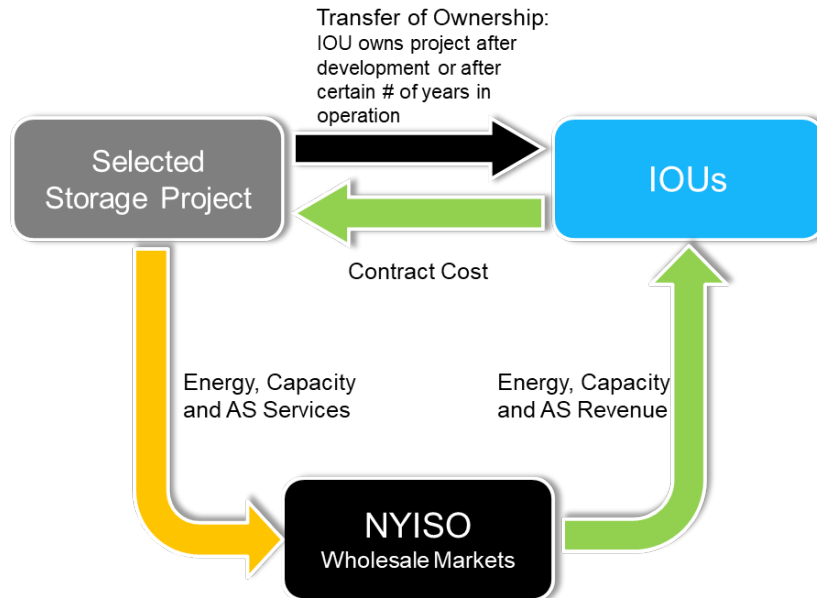 Transfer of Ownership:
IOU owns project after
development or after
certain # of years in
operation
Selected
Storage Project
IOUs
Contract Cost
Energy, Capacity
and AS Services
Energy, Capacity
and AS Revenue
NYISO
Wholesale Markets